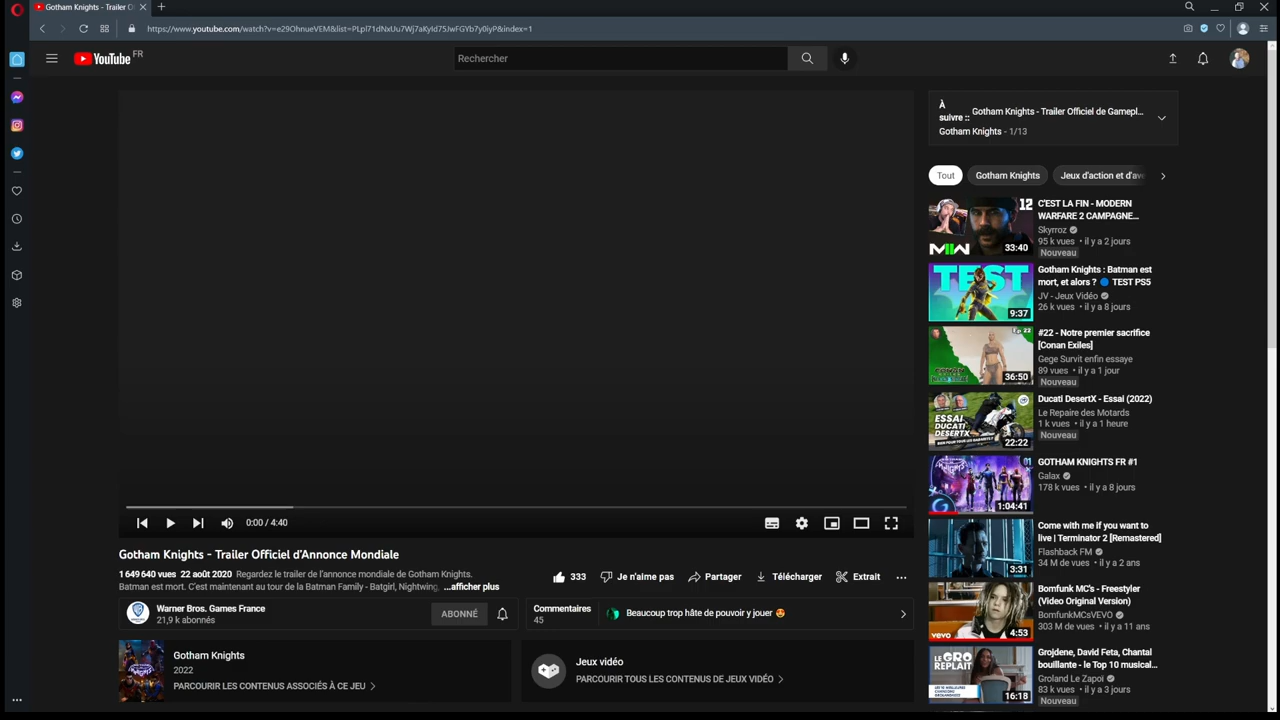 Gotham Knights - Trailer O
https://www.youtube.com/watch?v=e29OhnueVEM&list=PLpl71dNxUu7Wj7aKyId75JwFGYb7y0iyP&index=1
YouTube FR
Rechercher
À suivre :: Gotham Knights - Trailer Officiel de Gamepl...
Gotham Knights - 1/13
Tout
Gotham Knights
Jeux d'action et d'ave
C'EST LA FIN - MODERN
WARFARE 2 CAMPAGNE...
Skyrroz
95 k vues • il y a 2 jours
Nouveau
12
33:40
Gotham Knights : Batman est
mort, et alors ? 🔵 TEST PS5
JV - Jeux Vidéo
26 k vues • il y a 8 jours
TEST
9:37
#22 - Notre premier sacrifice
[Conan Exiles]
Gege Survit enfin essaye
89 vues • il y a 1 jour
Nouveau
Ep 22
36:50
Ducati DesertX - Essai (2022)
Le Repaire des Motards
1 k vues • il y a 1 heure
Nouveau
ESSAI
DUCATI
DESERTX
22:22
GOTHAM KNIGHTS FR #1
Galax
178 k vues • il y a 8 jours
1:04:41
Come with me if you want to
live | Terminator 2 [Remastered]
Flashback FM
34 M de vues • il y a 2 ans
3:31
Bomfunk MC's - Freestyler
(Video Original Version)
BomfunkMCsVEVO
303 M de vues • il y a 11 ans
vevo
4:53
Grojdene, David Feta, Chantal
bouillante - le Top 10 musical...
Groland Le Zapoï
83 k vues • il y a 3 jours
Nouveau
LE GRO
REPLAIT
16:18
0:00 / 4:40
Gotham Knights - Trailer Officiel d'Annonce Mondiale
1 649 640 vues 22 août 2020 Regardez le trailer de l'annonce mondiale de Gotham Knights.
Batman est mort. C'est maintenant au tour de la Batman Family - Batgirl, Nightwing, ...afficher plus
333
Je n'aime pas
Partager
Télécharger
Extrait
Warner Bros. Games France
21,9 k abonnés
ABONNÉ
Commentaires
45
Beaucoup trop hâte de pouvoir y jouer 😍
Gotham Knights
2022
PARCOURIR LES CONTENUS ASSOCIÉS À CE JEU
Jeux vidéo
PARCOURIR TOUS LES CONTENUS DE JEUX VIDÉO